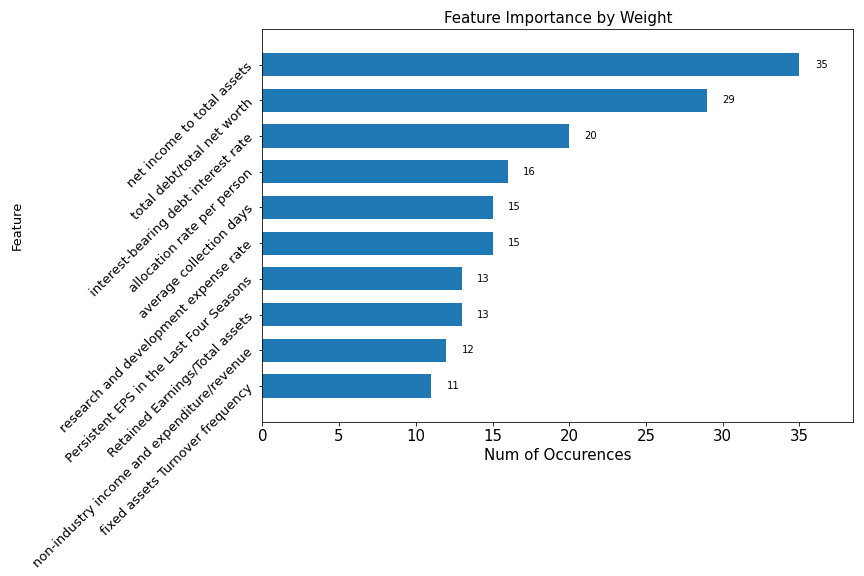 Feature Importance by Weight
Feature
net income to total assets
35
total debt/total net worth
29
interest-bearing debt interest rate
20
allocation rate per person
16
average collection days
15
research and development expense rate
15
Persistent EPS in the Last Four Seasons
13
Retained Earnings/Total assets
13
non-industry income and expenditure/revenue
12
fixed assets Turnover frequency
11
0 5 10 15 20 25 30 35
Num of Occurences